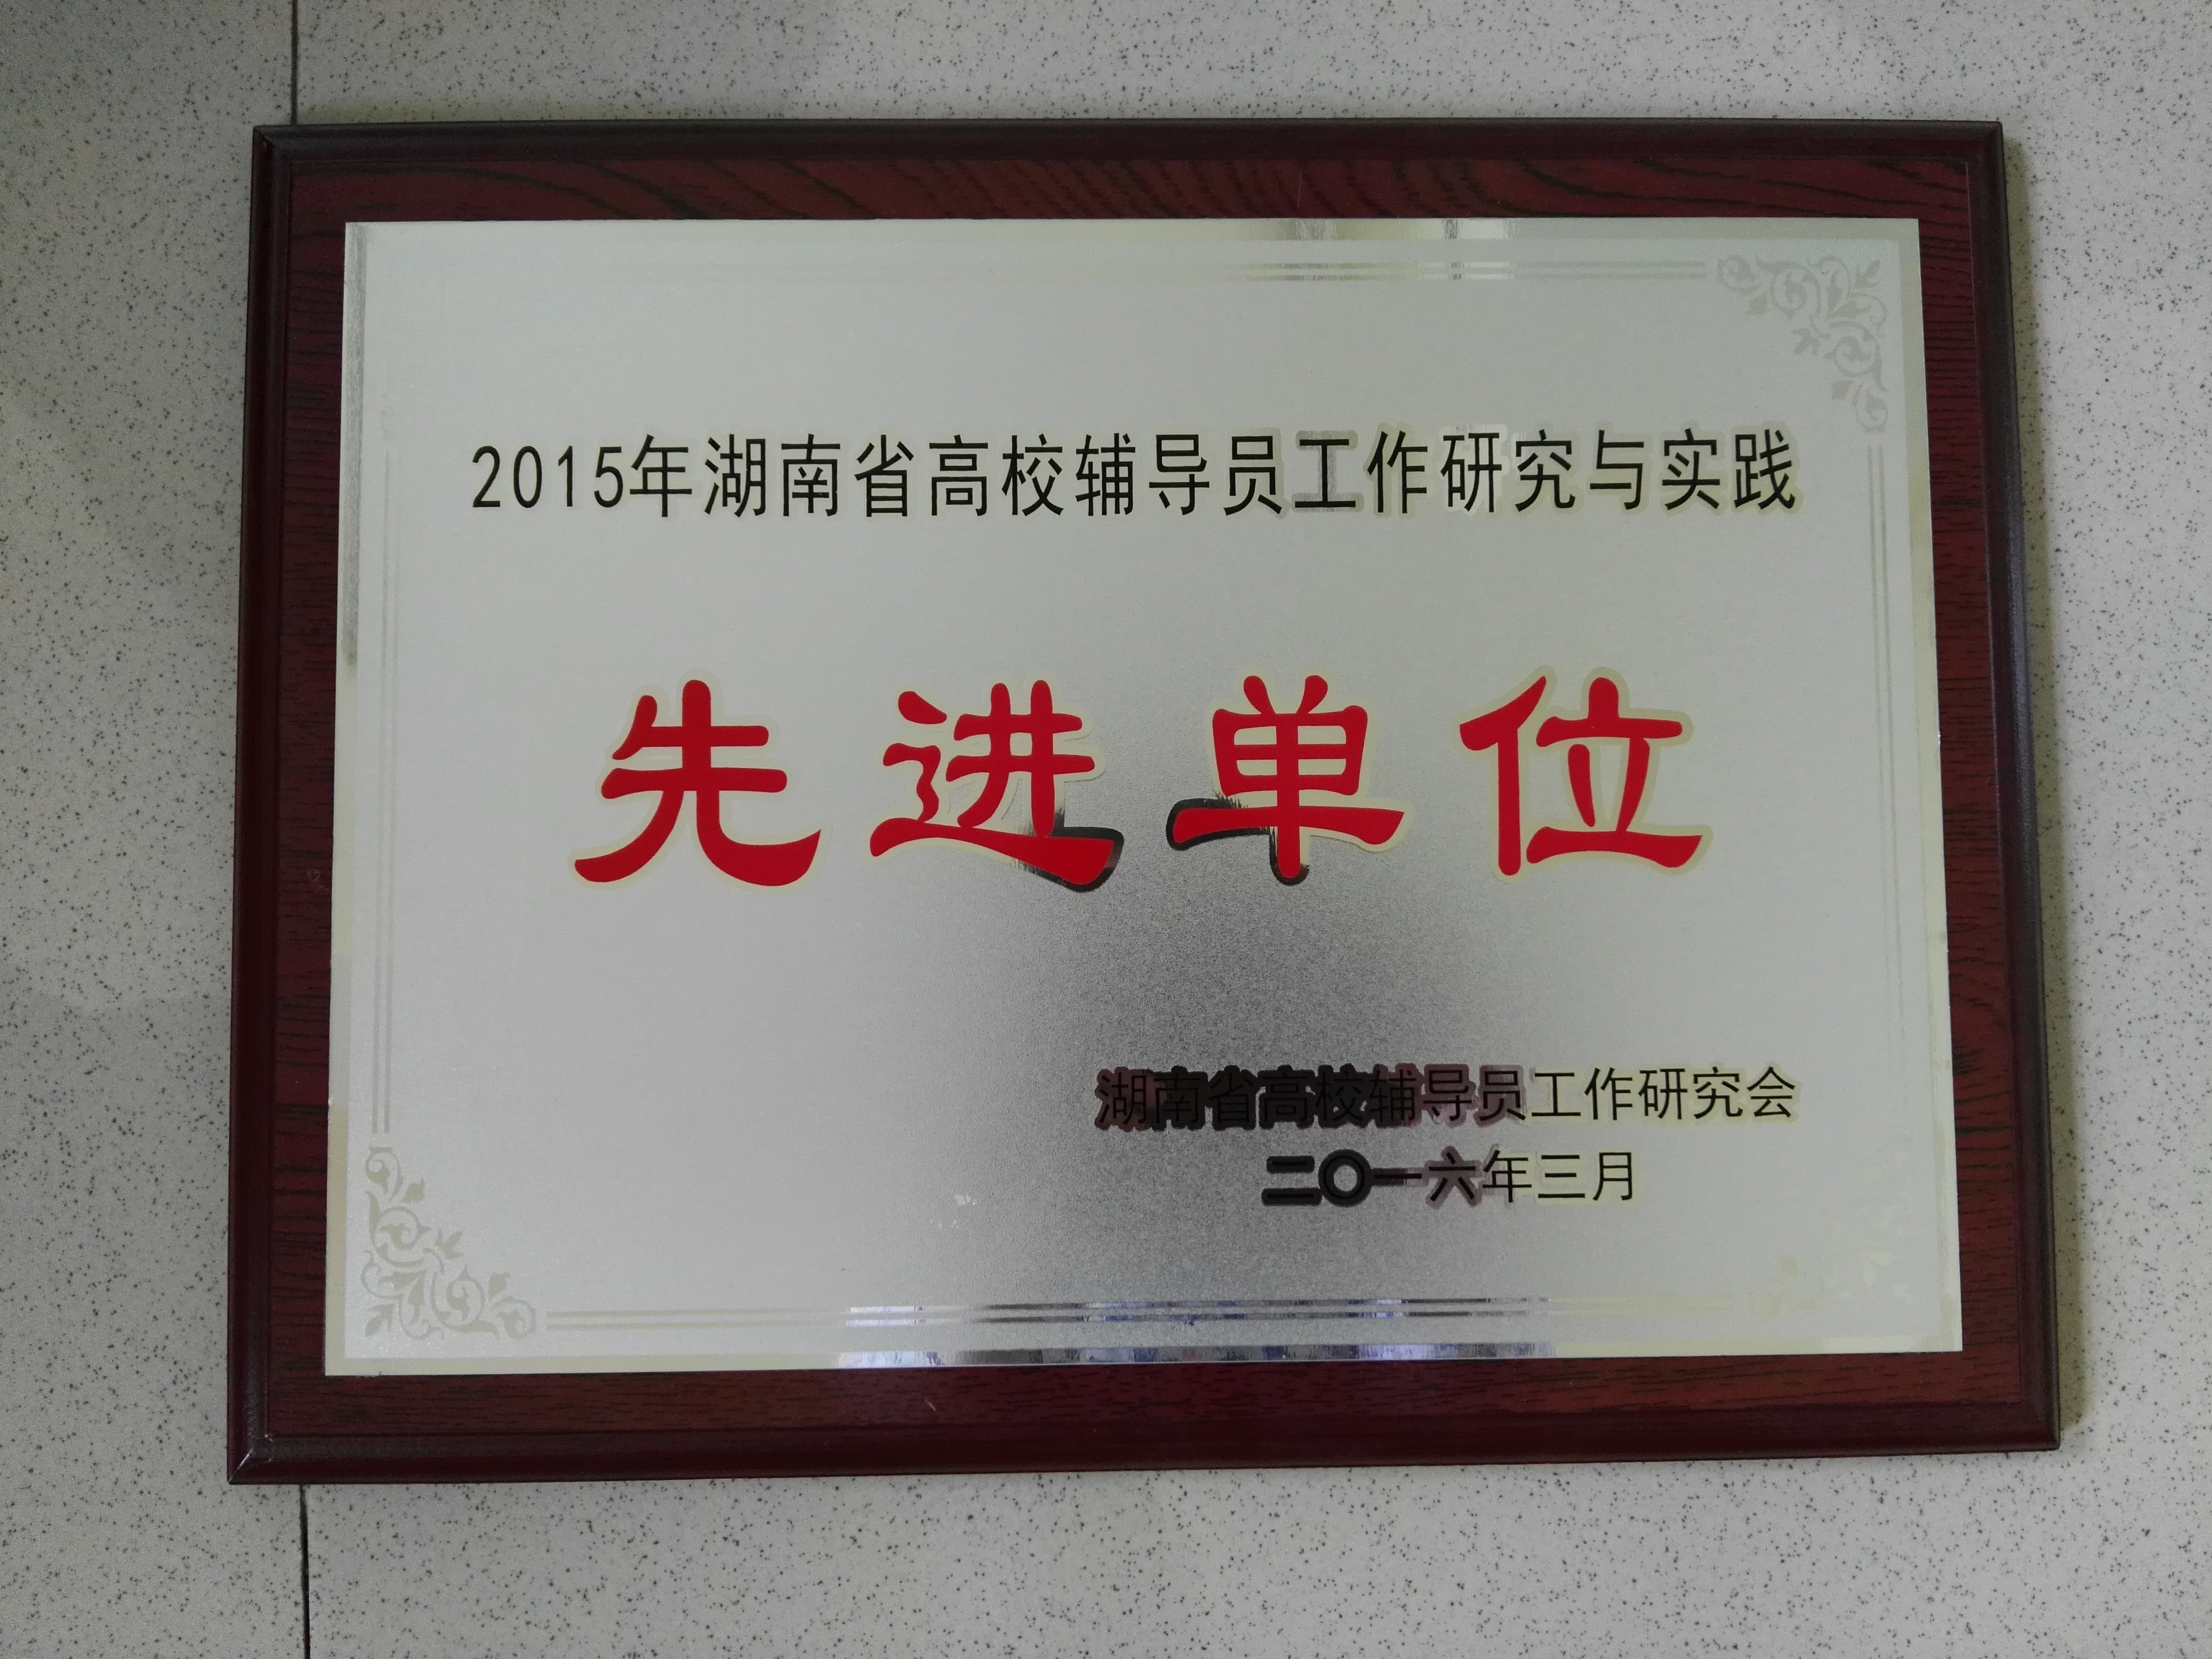 2015年湖南省高校辅导员工作研究与实践
先进单位
湖南省高校辅导员工作研究会
二〇一六年三月